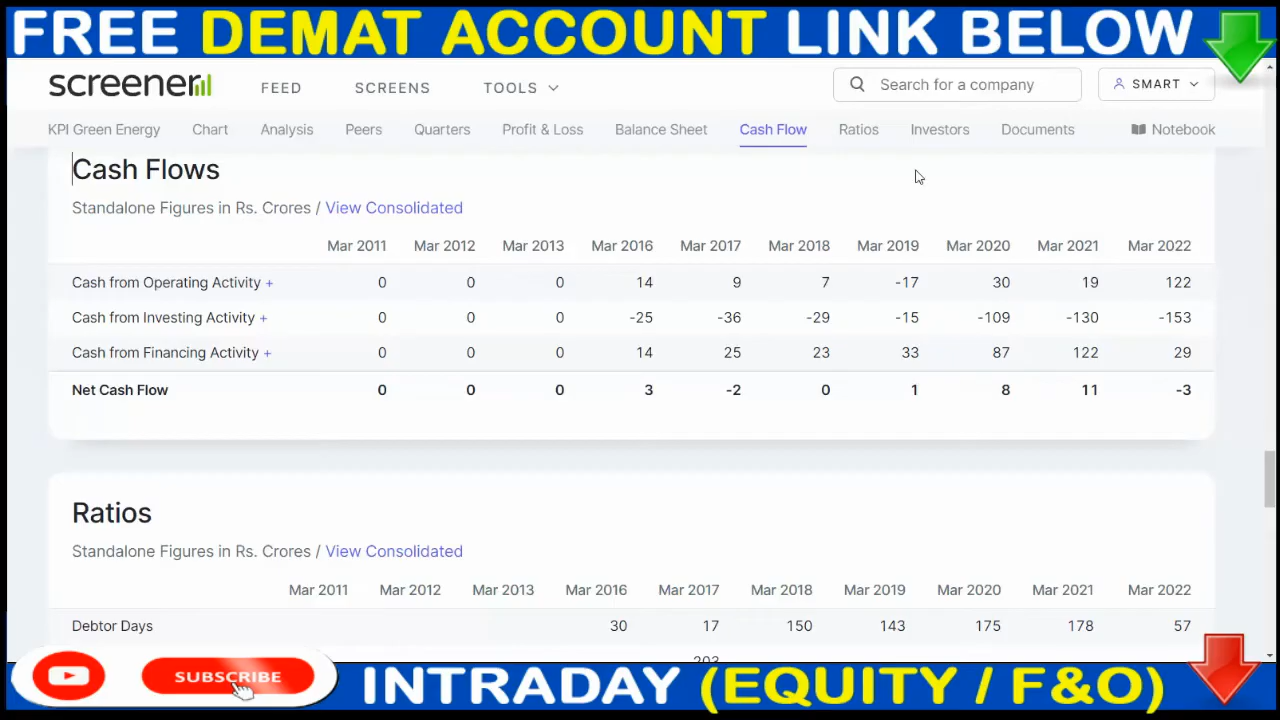 FREE DEMAT ACCOUNT LINK BELOW
screener
FEED SCREENS TOOLS
Search for a company
SMART
KPI Green Energy Chart Analysis Peers Quarters Profit & Loss Balance Sheet Cash Flow Ratios Investors Documents Notebook
Cash Flows
Standalone Figures in Rs. Crores / View Consolidated
Mar 2011 Mar 2012 Mar 2013 Mar 2016 Mar 2017 Mar 2018 Mar 2019 Mar 2020 Mar 2021 Mar 2022
Cash from Operating Activity + 0 0 0 14 9 7 -17 30 19 122
Cash from Investing Activity + 0 0 0 -25 -36 -29 -15 -109 -130 -153
Cash from Financing Activity + 0 0 0 14 25 23 33 87 122 29
Net Cash Flow 0 0 0 3 -2 0 1 8 11 -3
Ratios
Standalone Figures in Rs. Crores / View Consolidated
Mar 2011 Mar 2012 Mar 2013 Mar 2016 Mar 2017 Mar 2018 Mar 2019 Mar 2020 Mar 2021 Mar 2022
Debtor Days 30 17 150 143 175 178 57
SUBSCRIBE
INTRADAY (EQUITY / F&O)